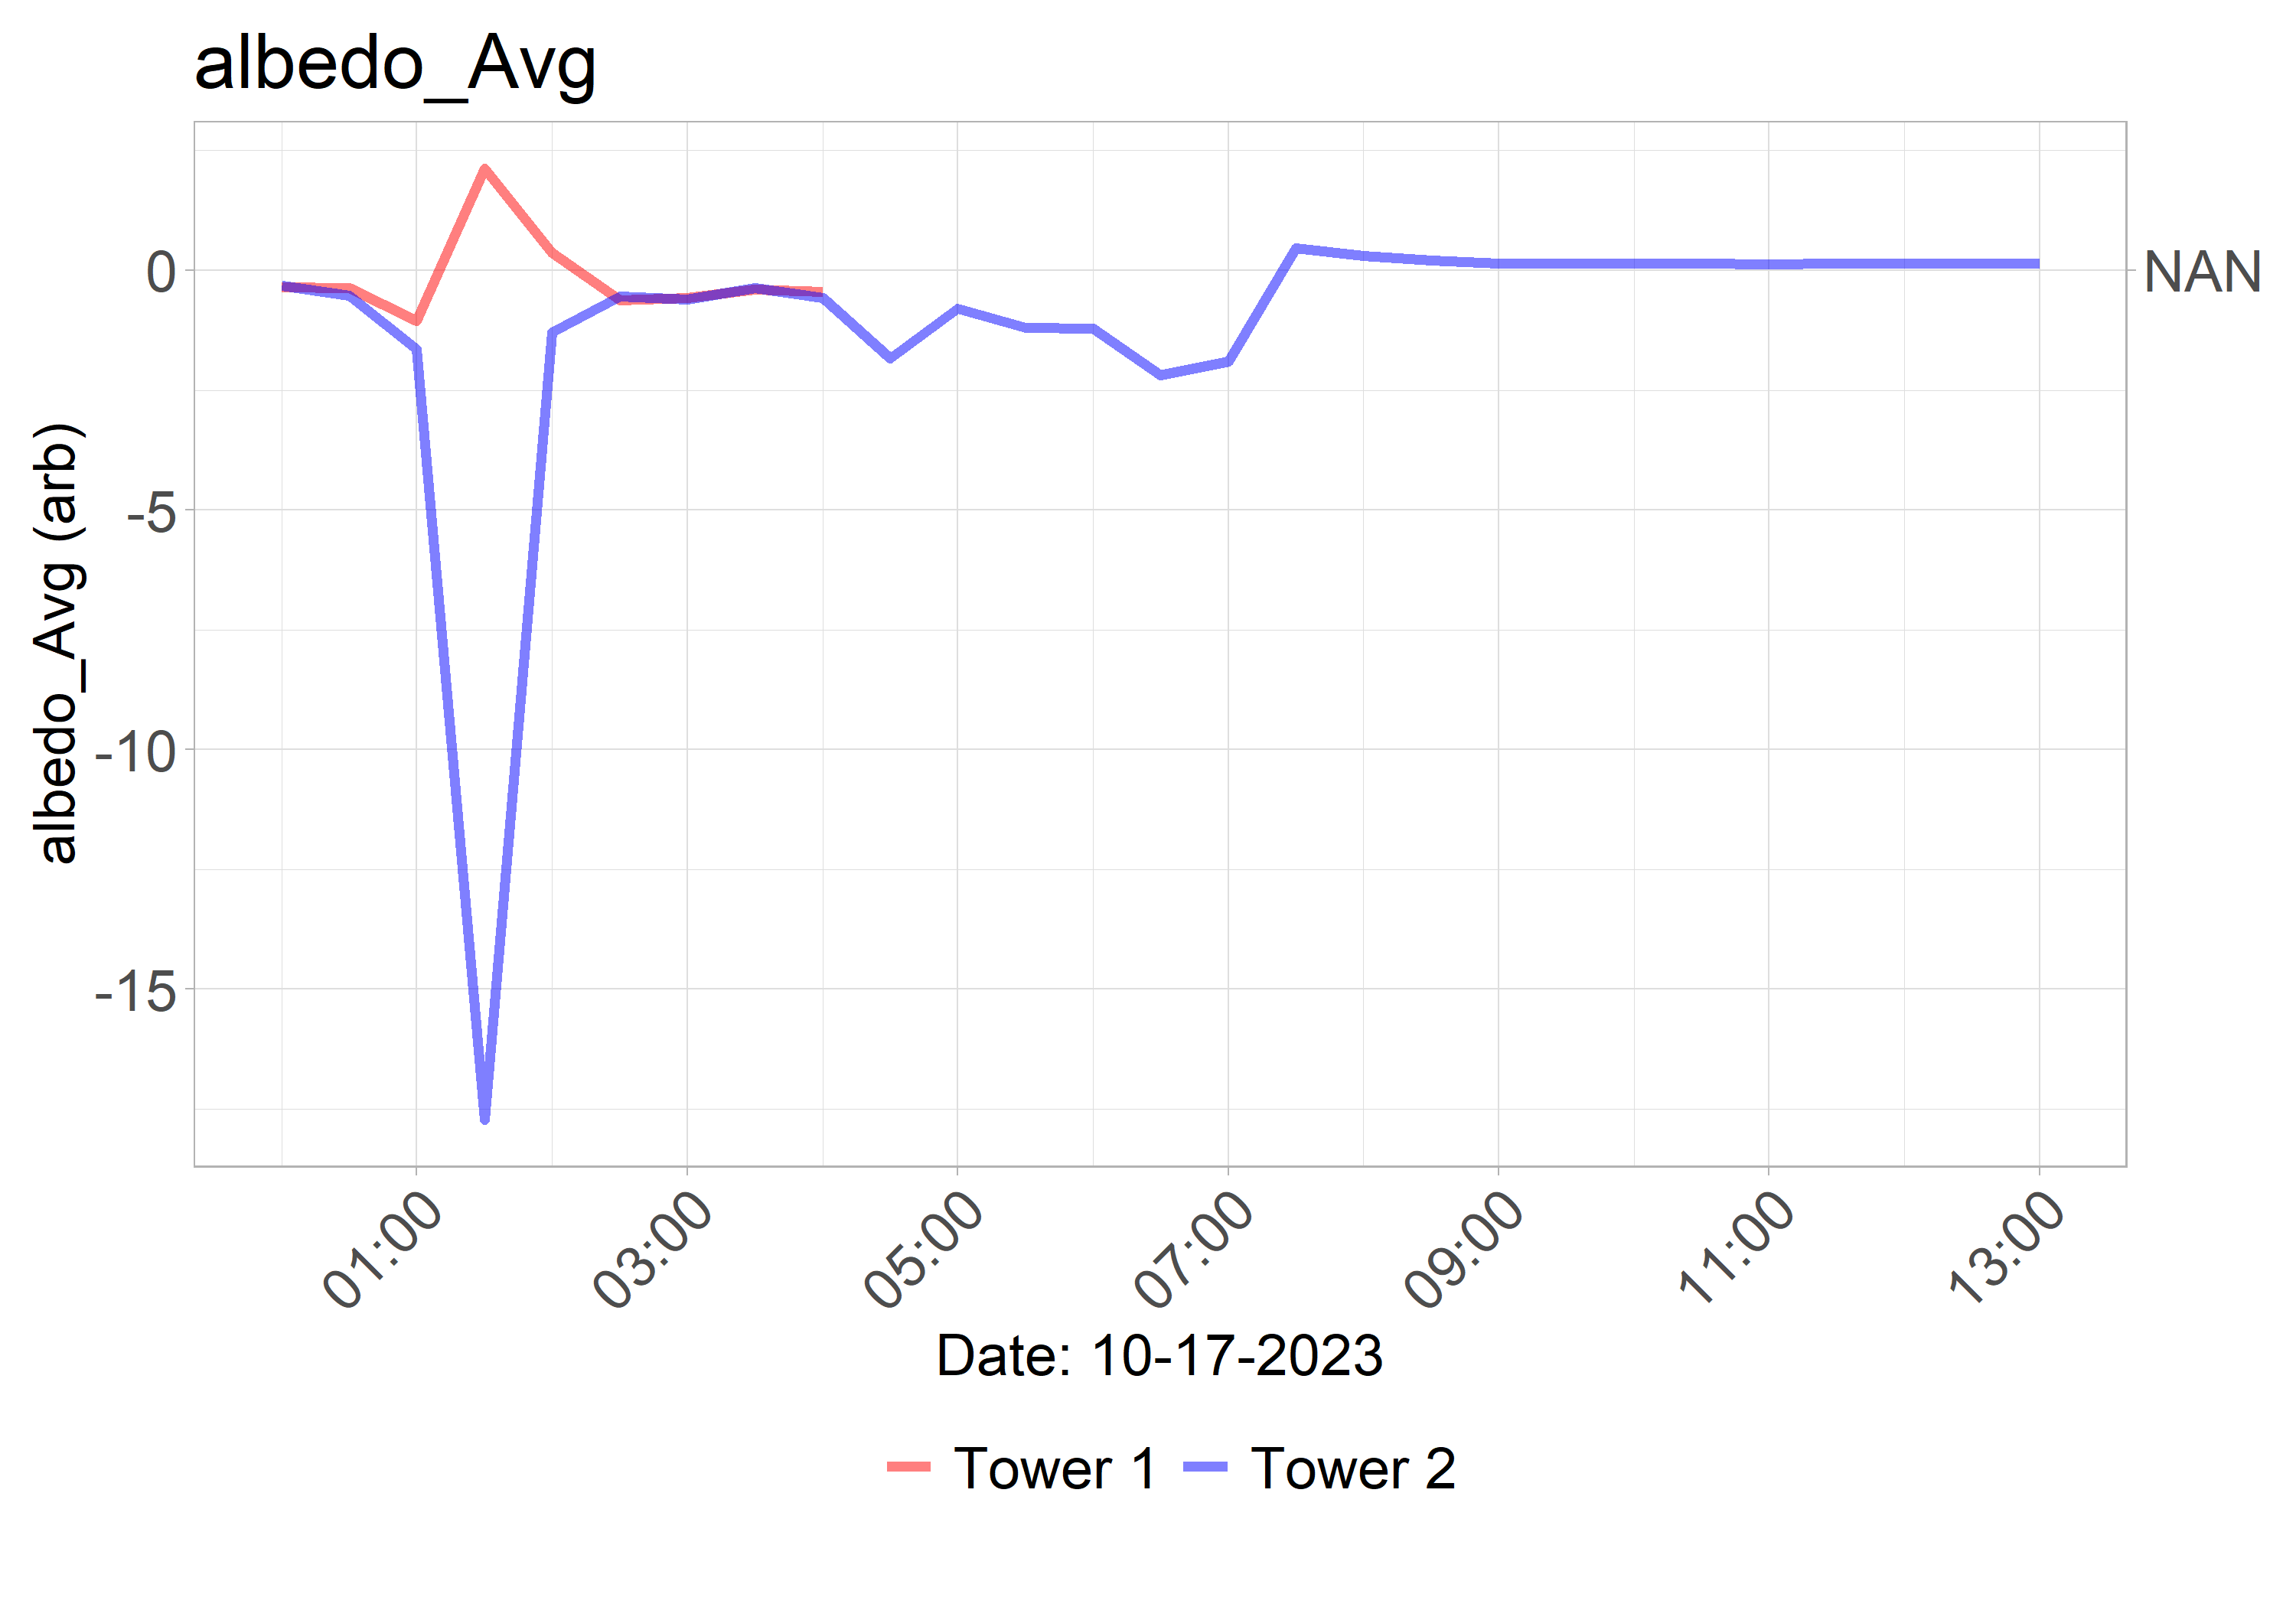 albedo_Avg
albedo_Avg (arb)
0
-5
-10
-15
NAN
01:00
03:00
05:00
07:00
09:00
11:00
13:00
Date: 10-17-2023
Tower 1
Tower 2